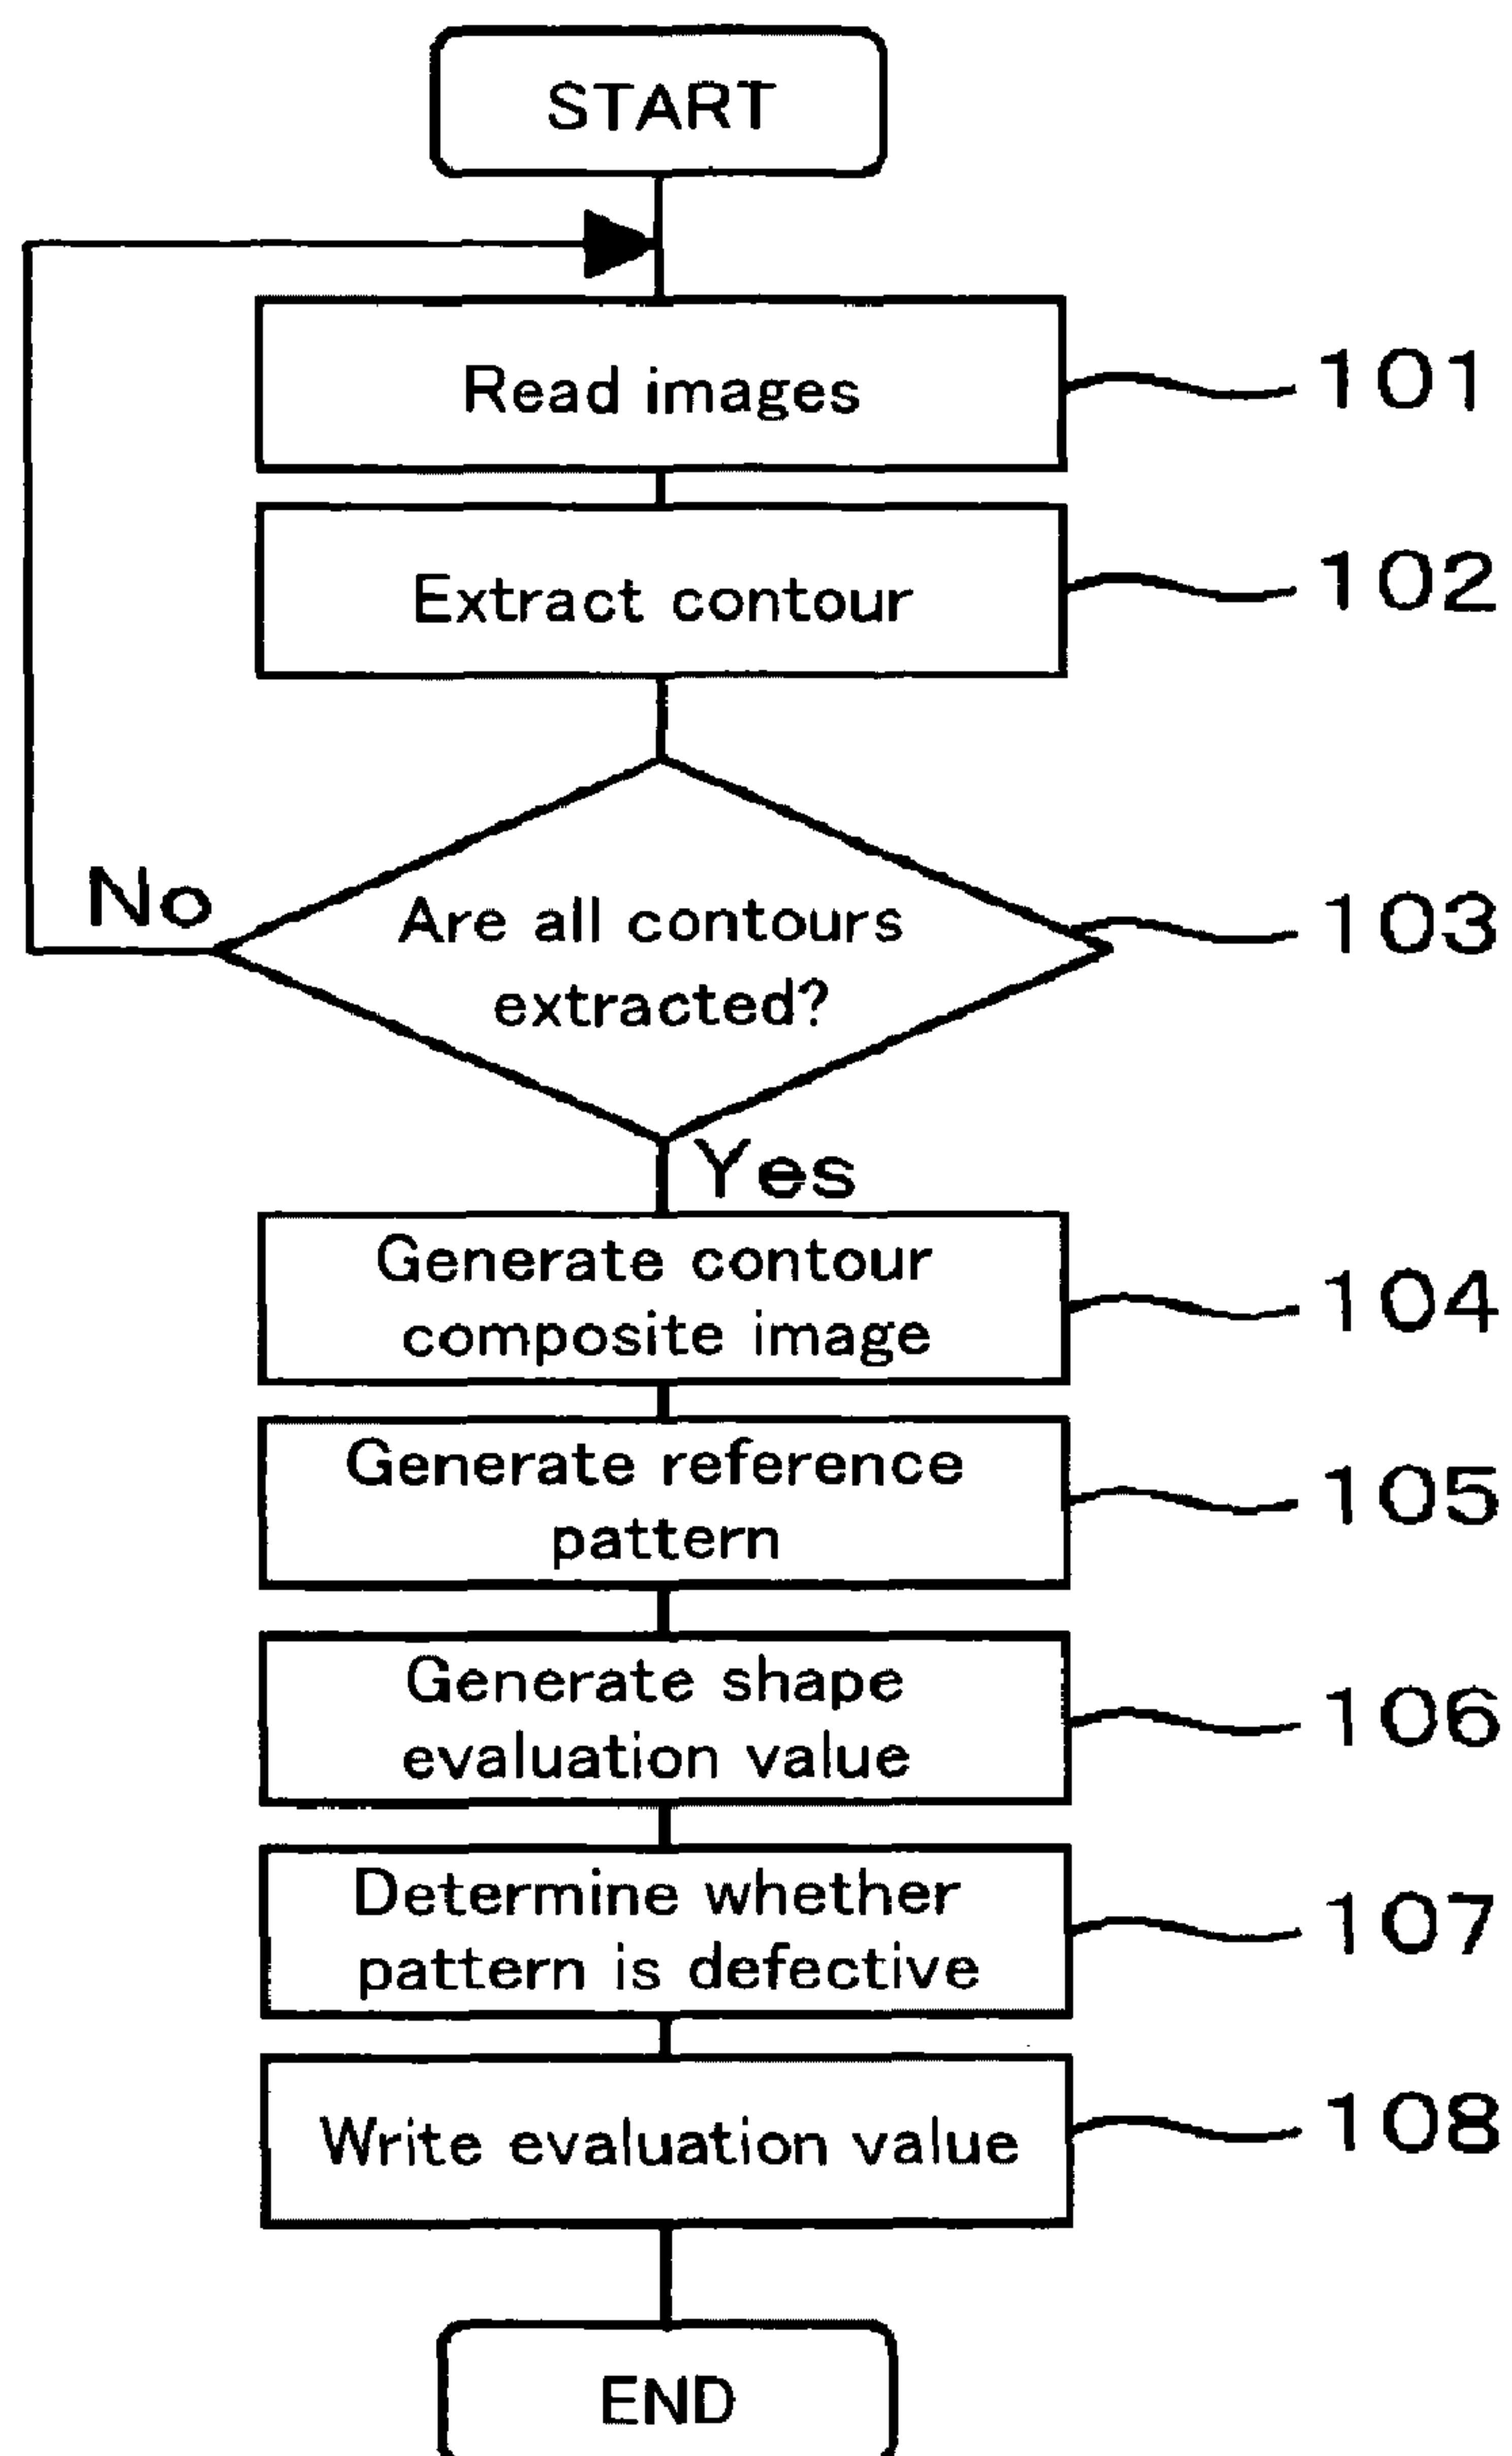 START
Read images
101
Extract contour
102
No
Are all contours
extracted?
103
Yes
Generate contour
composite image
104
Generate reference
pattern
105
Generate shape
evaluation value
106
Determine whether
pattern is defective
107
Write evaluation value
108
END